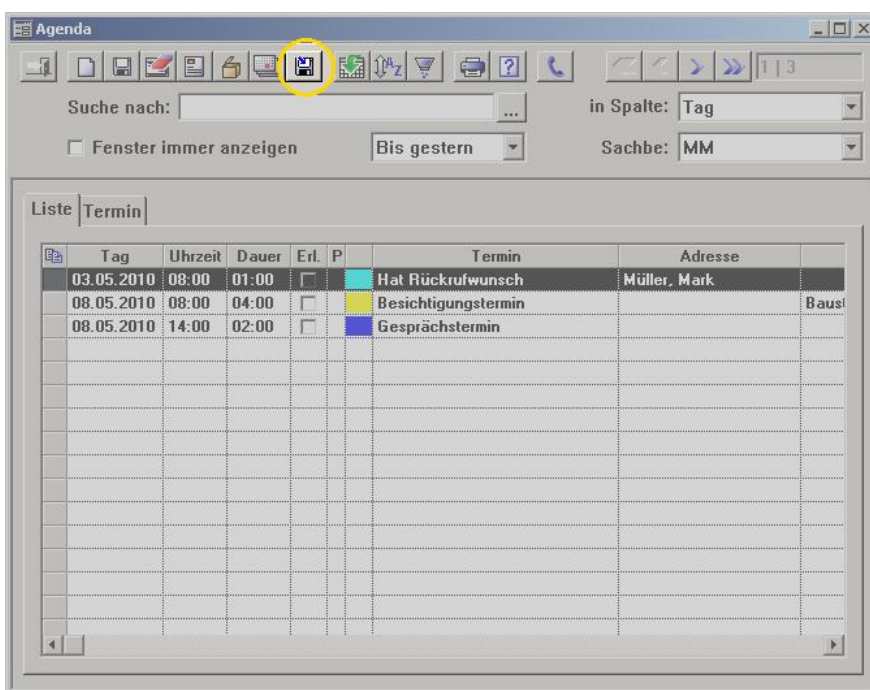 Agenda
1 | 3
Suche nach: ... in Spalte: Tag
Fenster immer anzeigen Bis gestern Sachbe: MM
Liste Termin
Tag Uhrzeit Dauer Erl. P Termin Adresse
03.05.2010 08:00 01:00 Hat Rückrufwunsch Müller, Mark
08.05.2010 08:00 04:00 Besichtigungstermin
08.05.2010 14:00 02:00 Gesprächstermin